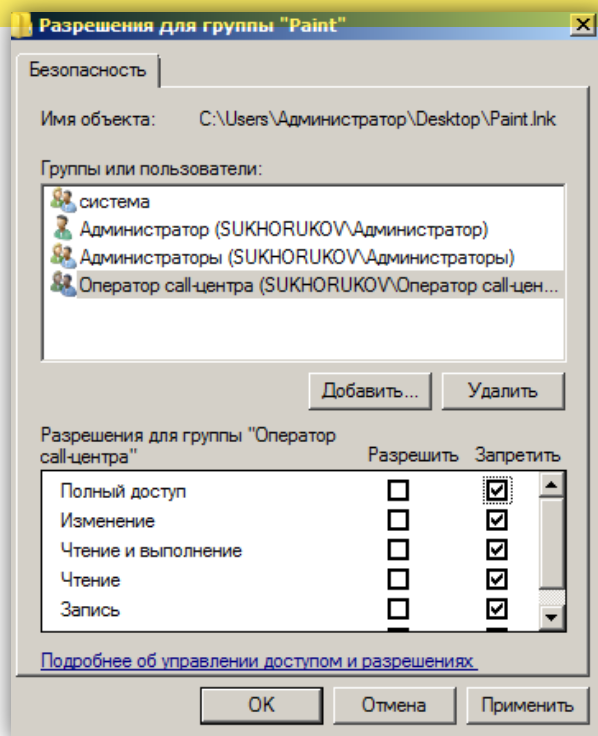 Разрешения для группы "Paint"
Безопасность
Имя объекта: C:\Users\Администратор\Desktop\Paint.lnk
Группы или пользователи:
система
Администратор (SUKHORUKOV\Администратор)
Администраторы (SUKHORUKOV\Администраторы)
Оператор call-центра (SUKHORUKOV\Оператор call-цен...
Добавить... Удалить
Разрешения для группы "Оператор
call-центра" Разрешить Запретить
Полный доступ
Изменение
Чтение и выполнение
Чтение
Запись
Подробнее об управлении доступом и разрешениях
ОК Отмена Применить